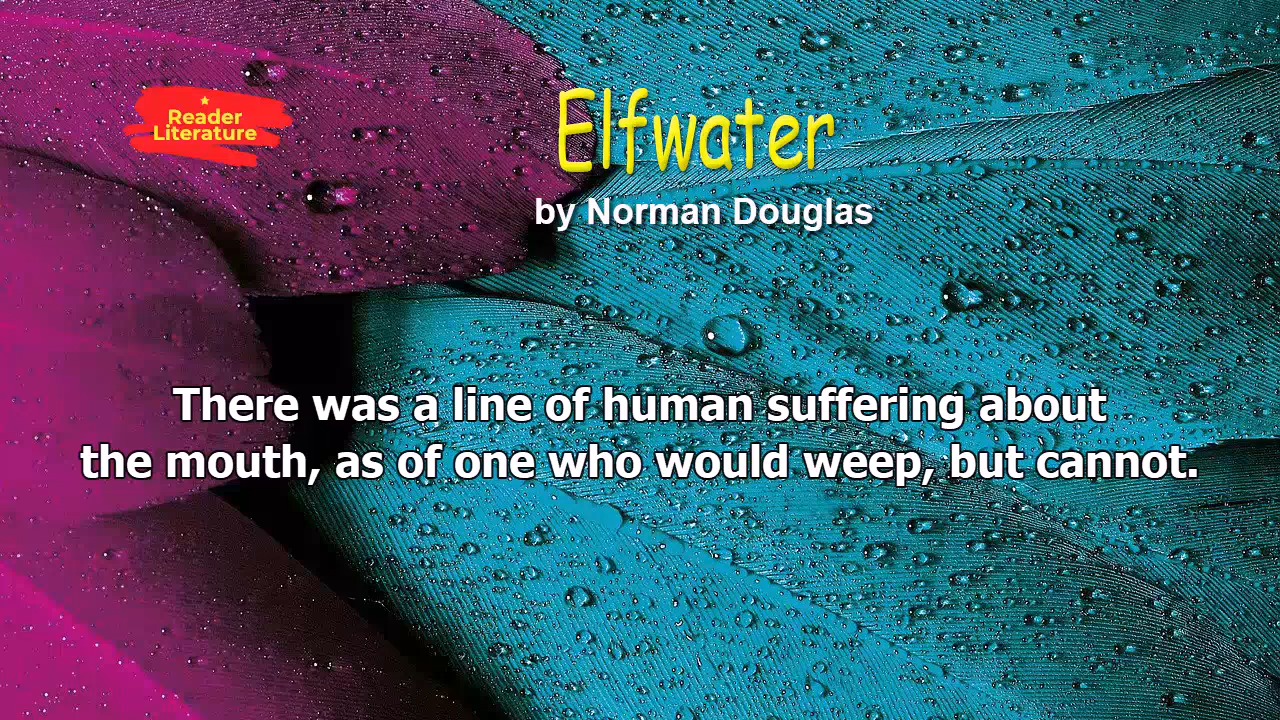 Reader
Literature
Elfwater
by Norman Douglas
There was a line of human suffering about
the mouth, as of one who would weep, but cannot.